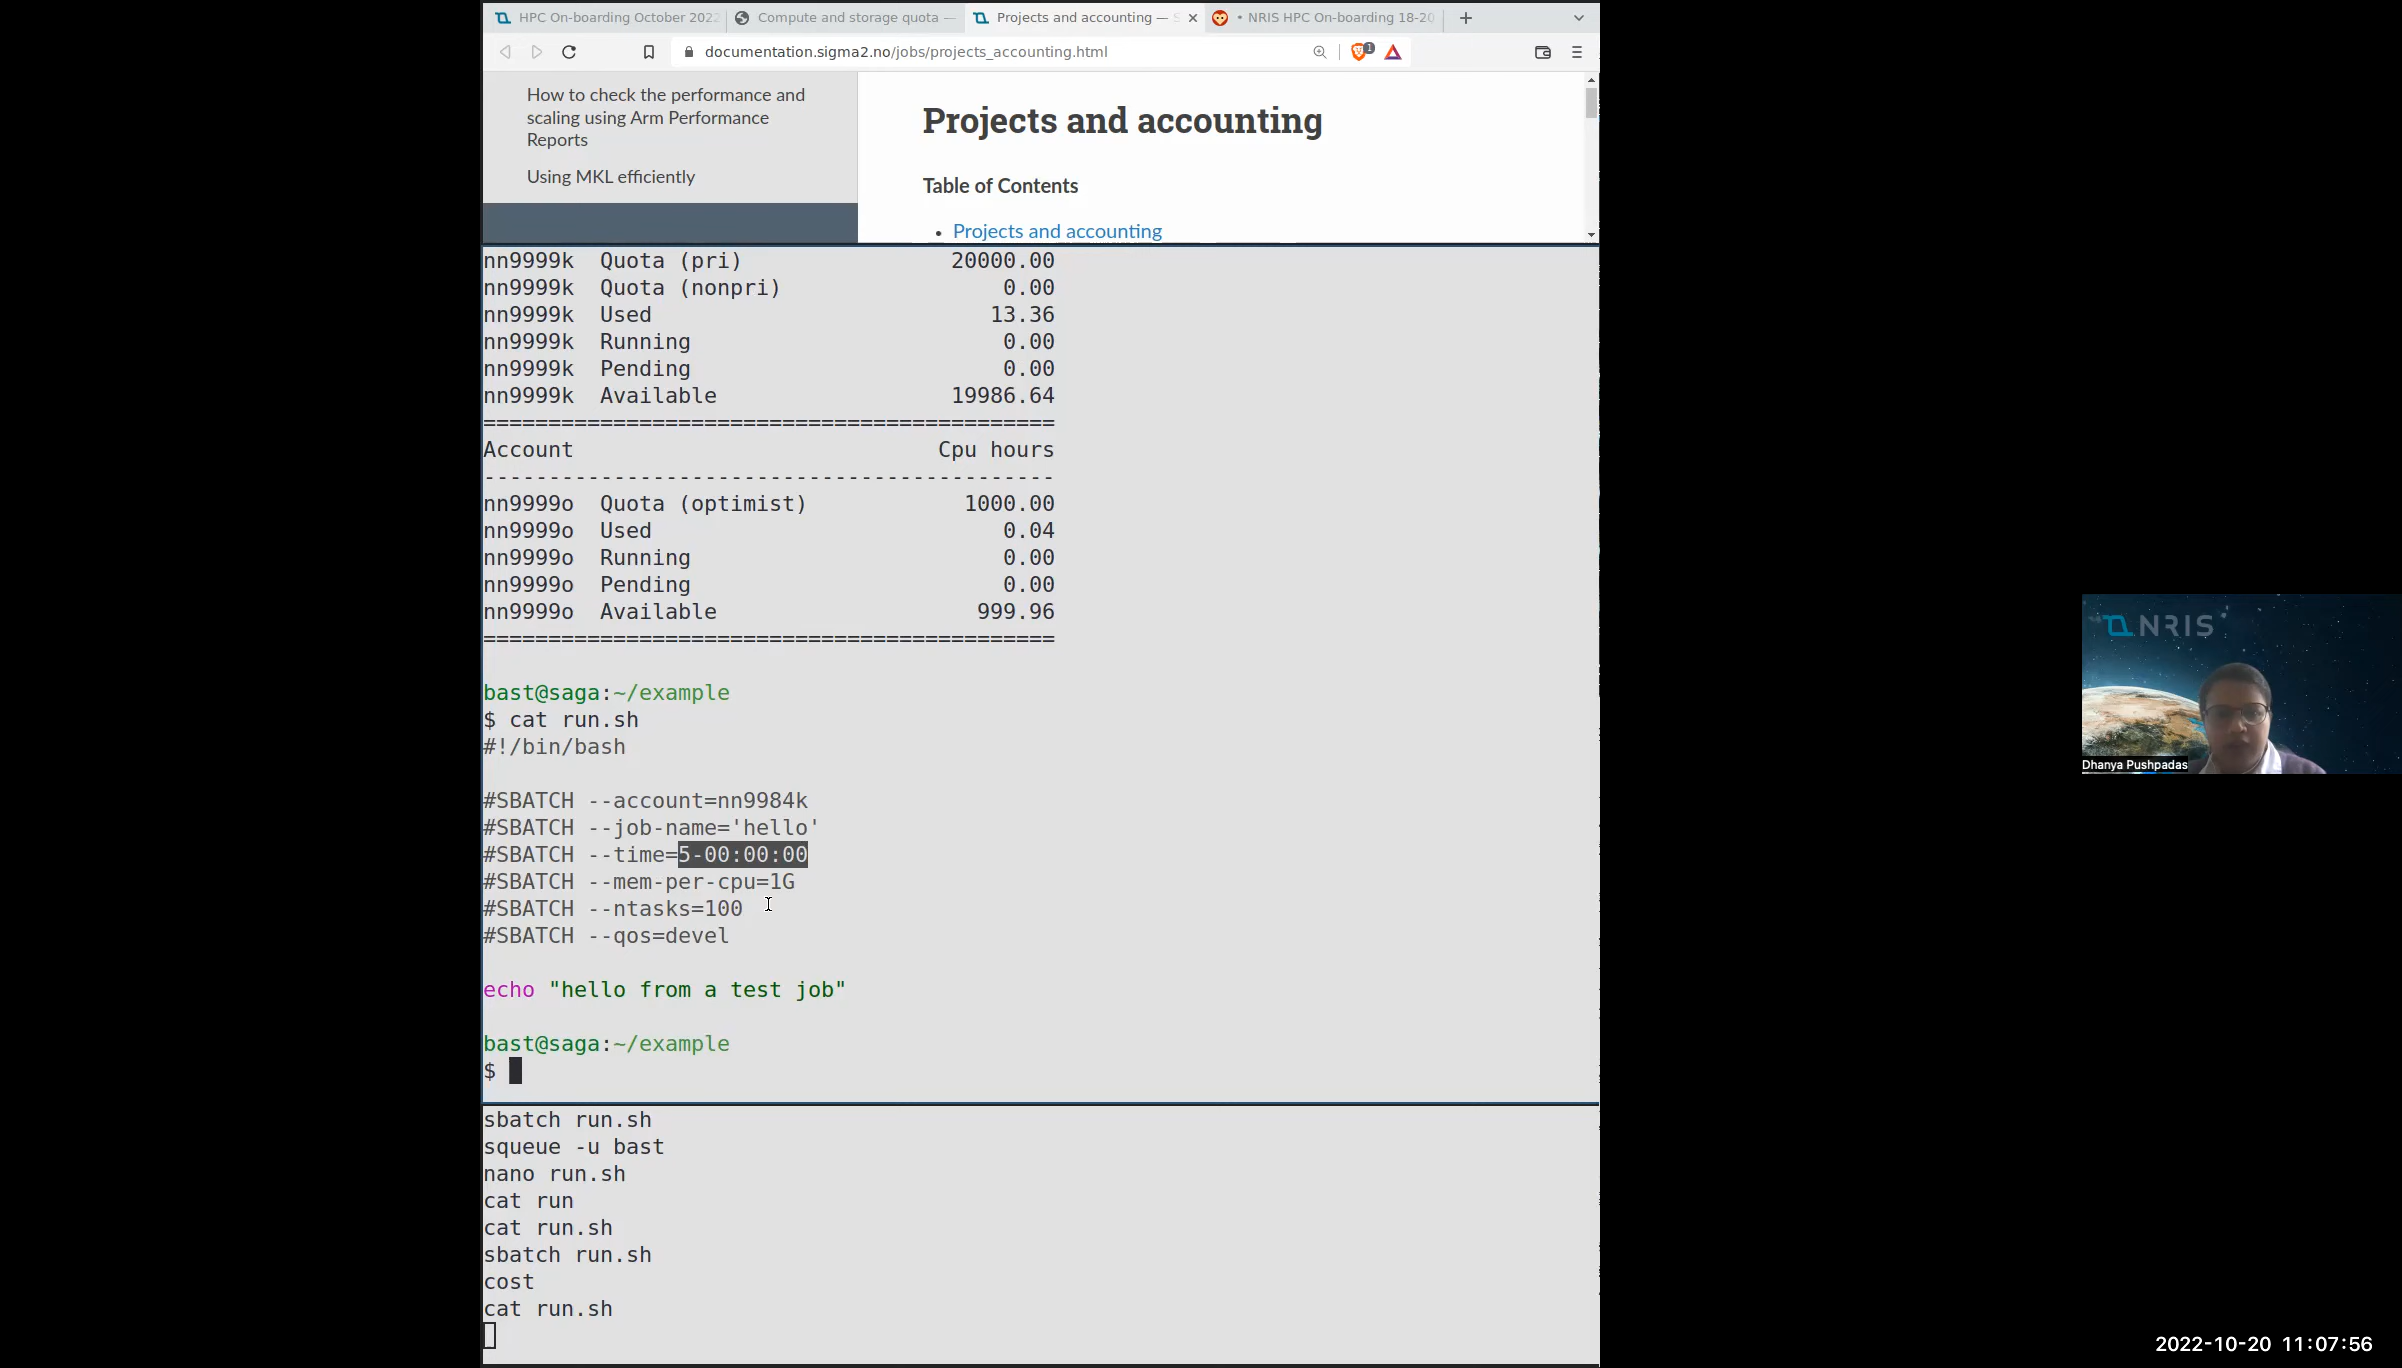 HPC On-boarding October 2022
Compute and storage quota —
Projects and accounting —
• NRIS HPC On-boarding 18-20
documentation.sigma2.no/jobs/projects_accounting.html
1
How to check the performance and
scaling using Arm Performance
Reports
Using MKL efficiently
Projects and accounting
Table of Contents
• Projects and accounting
nn9999k  Quota (pri)                20000.00
nn9999k  Quota (nonpri)                 0.00
nn9999k  Used                          13.36
nn9999k  Running                        0.00
nn9999k  Pending                        0.00
nn9999k  Available                  19986.64
============================================
Account                            Cpu hours
--------------------------------------------
nn9999o  Quota (optimist)            1000.00
nn9999o  Used                           0.04
nn9999o  Running                        0.00
nn9999o  Pending                        0.00
nn9999o  Available                    999.96
============================================
bast@saga:~/example
$ cat run.sh
#!/bin/bash
#SBATCH --account=nn9984k
#SBATCH --job-name='hello'
#SBATCH --time=5-00:00:00
#SBATCH --mem-per-cpu=1G
#SBATCH --ntasks=100
#SBATCH --qos=devel
echo "hello from a test job"
bast@saga:~/example
$
sbatch run.sh
squeue -u bast
nano run.sh
cat run
cat run.sh
sbatch run.sh
cost
cat run.sh
NRIS
Dhanya Pushpadas
2022-10-20 11:07:56